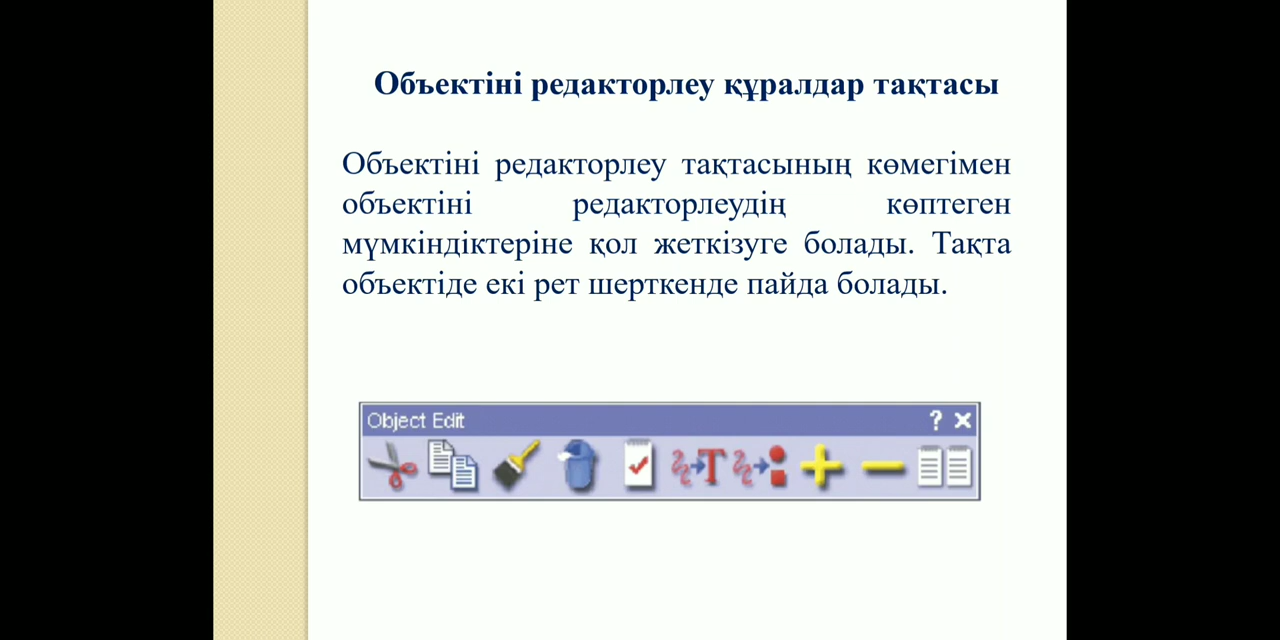 Объектіні редакторлеу құралдар тақтасы
Объектіні редакторлеу тақтасының көмегімен
объектіні редакторлеудің көптеген
мүмкіндіктеріне қол жеткізуге болады. Тақта
объектіде екі рет шерткенде пайда болады.
Object Edit